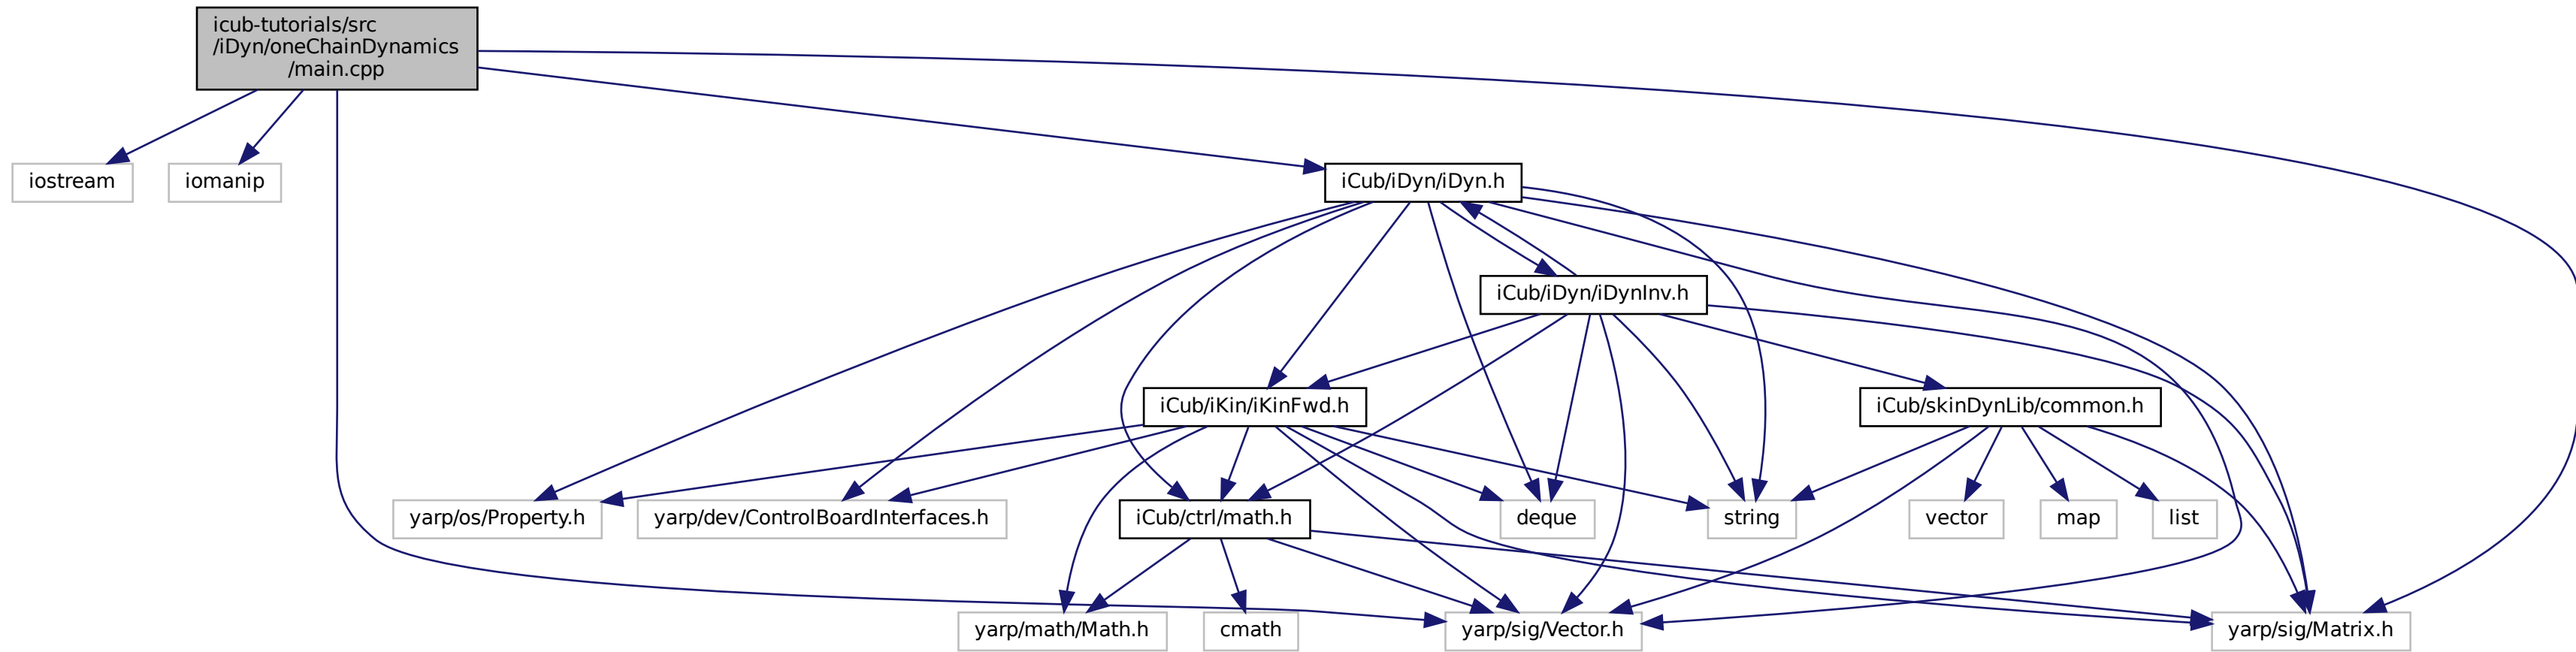 icub-tutorials/src
/iDyn/oneChainDynamics
/main.cpp
iostream
iomanip
iCub/iDyn/iDyn.h
iCub/iDyn/iDynInv.h
iCub/iKin/iKinFwd.h
iCub/skinDynLib/common.h
yarp/os/Property.h
yarp/dev/ControlBoardInterfaces.h
iCub/ctrl/math.h
deque
string
vector
map
list
yarp/math/Math.h
cmath
yarp/sig/Vector.h
yarp/sig/Matrix.h